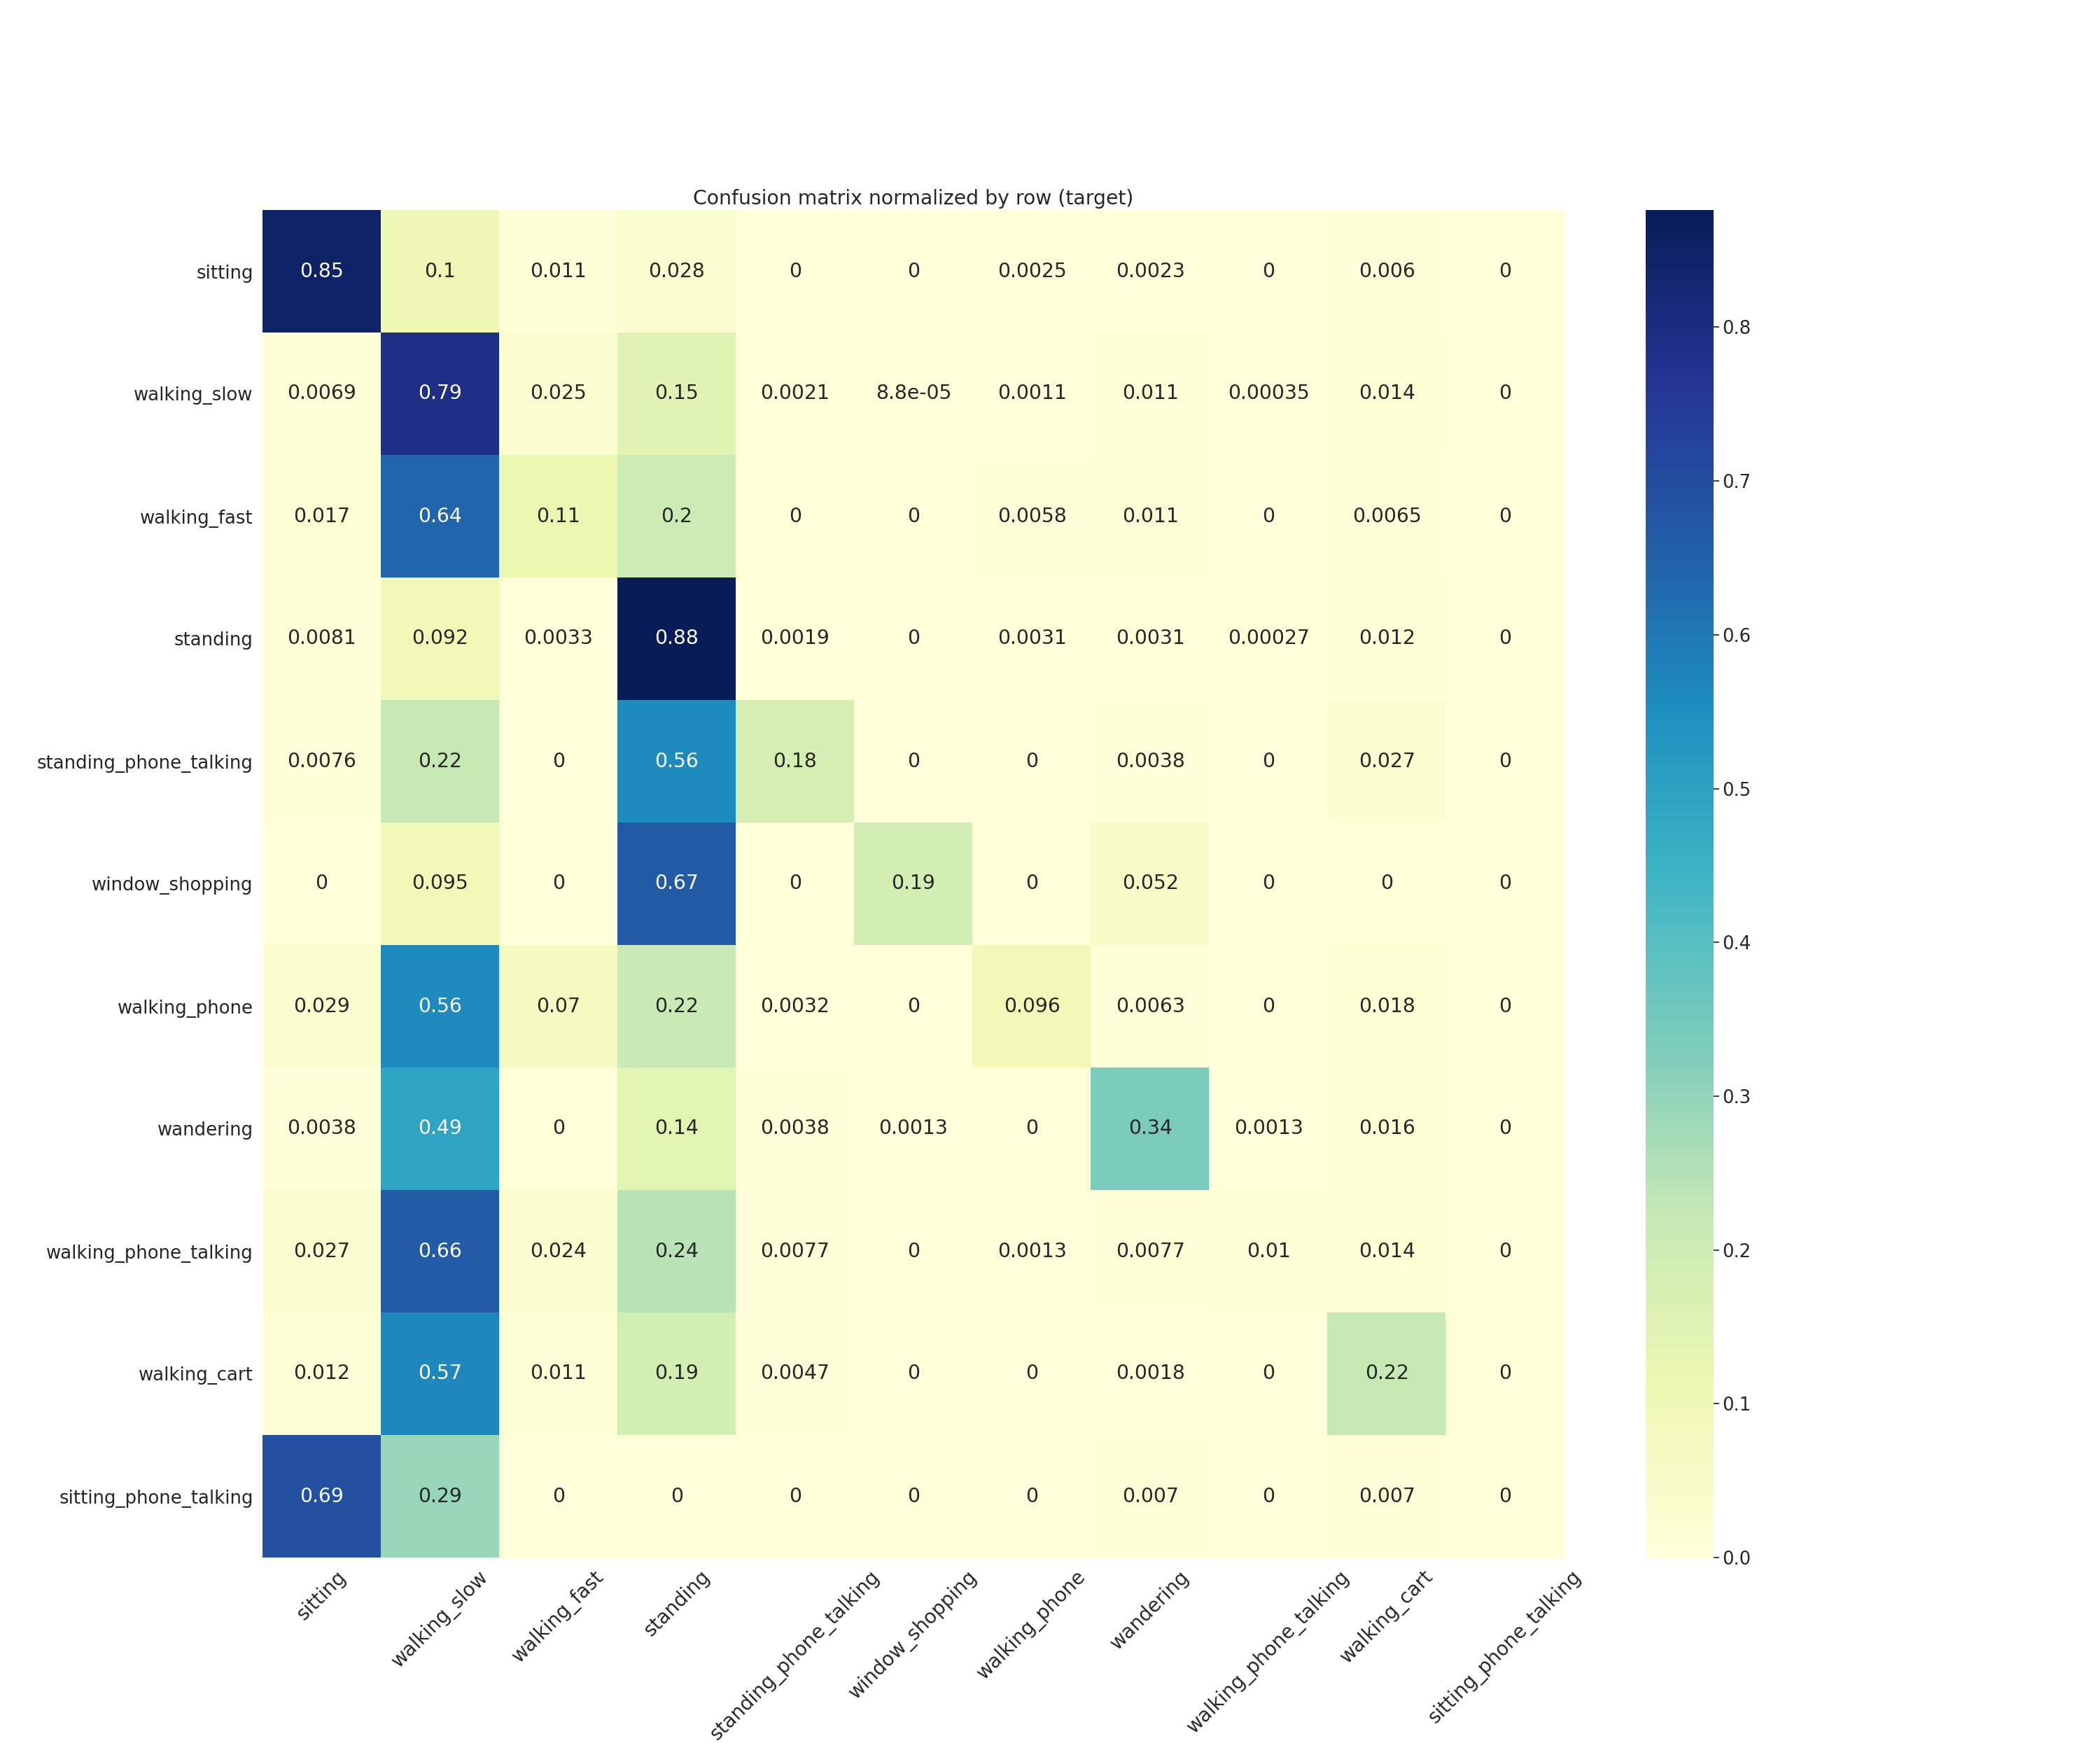 Confusion matrix normalized by row (target)
sitting 0.85 0.1 0.011 0.028 0 0 0.0025 0.0023 0 0.006 0
0.8
walking_slow 0.0069 0.79 0.025 0.15 0.0021 8.8e-05 0.0011 0.011 0.00035 0.014 0
0.7
walking_fast 0.017 0.64 0.11 0.2 0 0 0.0058 0.011 0 0.0065 0
0.6
standing 0.0081 0.092 0.0033 0.88 0.0019 0 0.0031 0.0031 0.00027 0.012 0
standing_phone_talking 0.0076 0.22 0 0.56 0.18 0 0 0.0038 0 0.027 0
0.5
window_shopping 0 0.095 0 0.67 0 0.19 0 0.052 0 0 0
0.4
walking_phone 0.029 0.56 0.07 0.22 0.0032 0 0.096 0.0063 0 0.018 0
0.3
wandering 0.0038 0.49 0 0.14 0.0038 0.0013 0 0.34 0.0013 0.016 0
walking_phone_talking 0.027 0.66 0.024 0.24 0.0077 0 0.0013 0.0077 0.01 0.014 0
0.2
walking_cart 0.012 0.57 0.011 0.19 0.0047 0 0 0.0018 0 0.22 0
0.1
sitting_phone_talking 0.69 0.29 0 0 0 0 0 0.007 0 0.007 0
0.0
sitting walking_slow walking_fast standing standing_phone_talking window_shopping walking_phone wandering walking_phone_talking walking_cart sitting_phone_talking